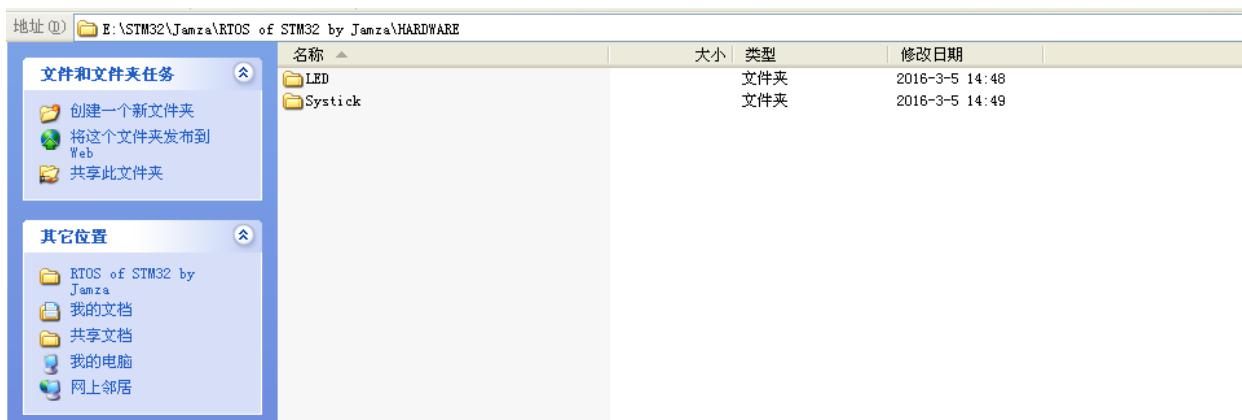 地址(D) E:\STM32\Jamza\RTOS of STM32 by Jamza\HARDWARE
名称 大小 类型 修改日期
LED 文件夹 2016-3-5 14:48
Systick 文件夹 2016-3-5 14:49
文件和文件夹任务
创建一个新文件夹
将这个文件夹发布到
Web
共享此文件夹
其它位置
RTOS of STM32 by
Jamza
我的文档
共享文档
我的电脑
网上邻居